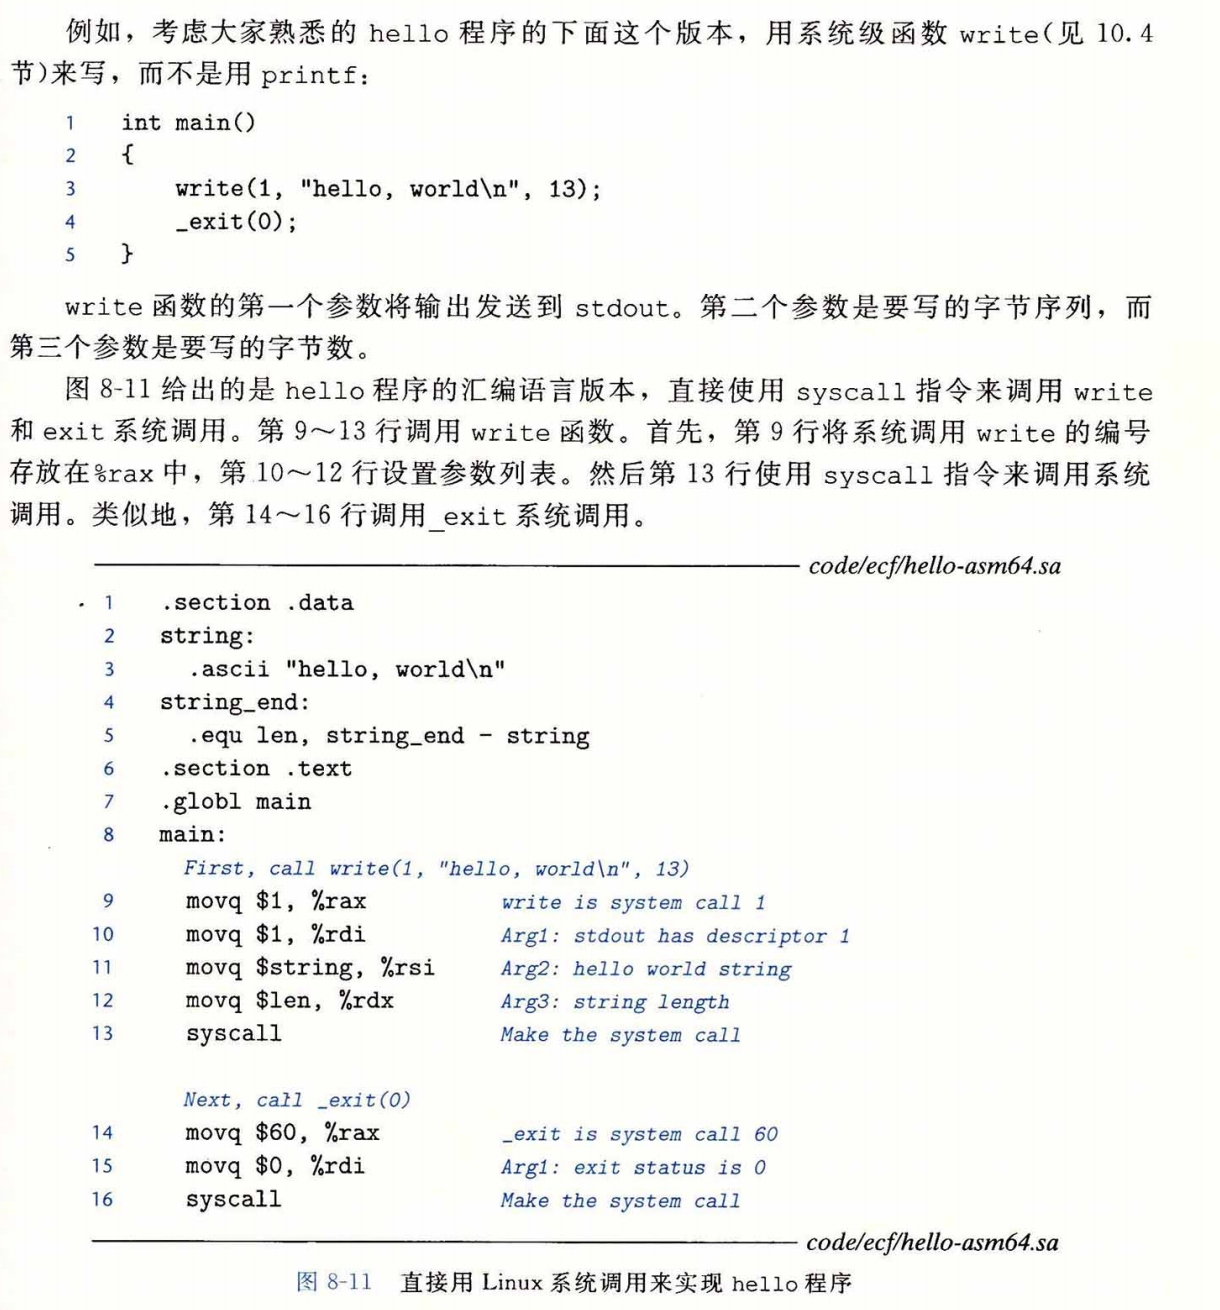 例如，考虑大家熟悉的 hello 程序的下面这个版本，用系统级函数 write(见 10.4
节)来写，而不是用 printf：
1 int main()
2 {
3 write(1, "hello, world\n", 13);
4 _exit(0);
5 }
write 函数的第一个参数将输出发送到 stdout。第二个参数是要写的字节序列，而
第三个参数是要写的字节数。
图 8-11 给出的是 hello 程序的汇编语言版本，直接使用 syscall 指令来调用 write
和 exit 系统调用。第 9～13 行调用 write 函数。首先，第 9 行将系统调用 write 的编号
存放在%rax 中，第 10～12 行设置参数列表。然后第 13 行使用 syscall 指令来调用系统
调用。类似地，第 14～16 行调用_exit 系统调用。
code/ecf/hello-asm64.sa
1 .section .data
2 string:
3 .ascii "hello, world\n"
4 string_end:
5 .equ len, string_end - string
6 .section .text
7 .globl main
8 main:
First, call write(1, "hello, world\n", 13)
9 movq $1, %rax write is system call 1
10 movq $1, %rdi Arg1: stdout has descriptor 1
11 movq $string, %rsi Arg2: hello world string
12 movq $len, %rdx Arg3: string length
13 syscall Make the system call
Next, call _exit(0)
14 movq $60, %rax _exit is system call 60
15 movq $0, %rdi Arg1: exit status is 0
16 syscall Make the system call
code/ecf/hello-asm64.sa
图 8-11 直接用 Linux 系统调用来实现 hello 程序